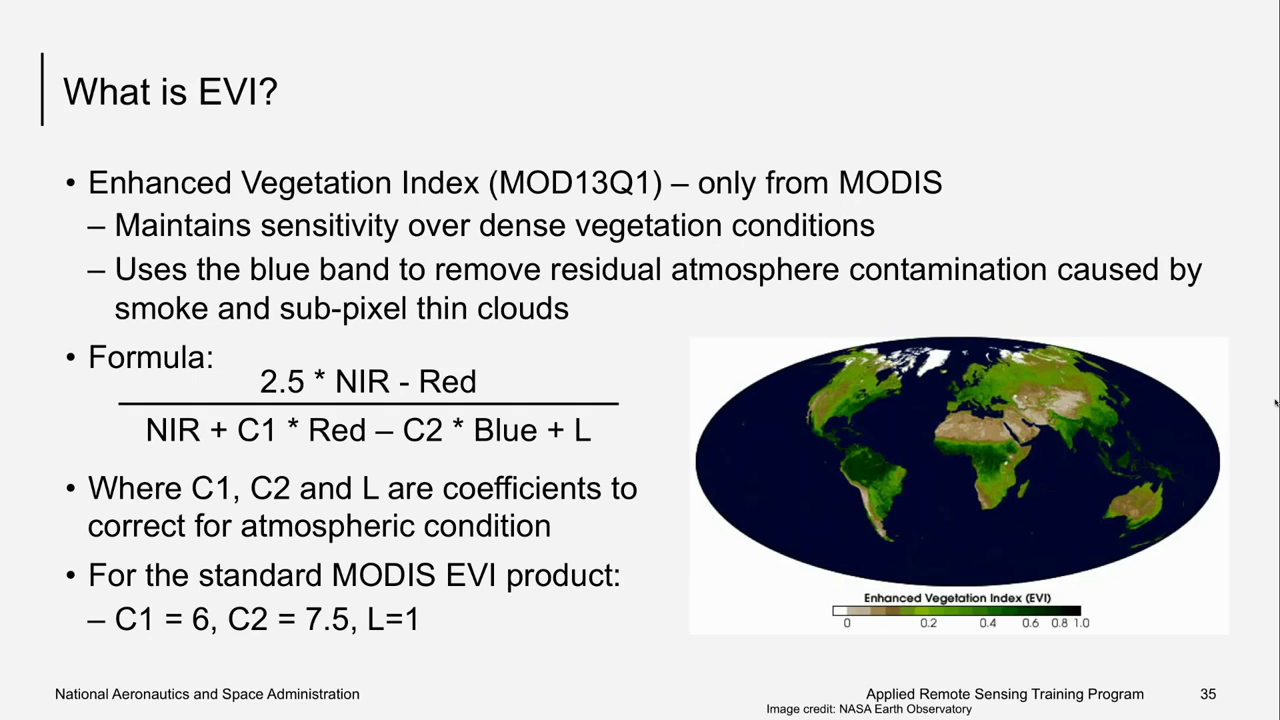 What is EVI?
• Enhanced Vegetation Index (MOD13Q1) – only from MODIS
– Maintains sensitivity over dense vegetation conditions
– Uses the blue band to remove residual atmosphere contamination caused by
smoke and sub-pixel thin clouds
• Formula:
2.5 * NIR - Red
NIR + C1 * Red – C2 * Blue + L
• Where C1, C2 and L are coefficients to
correct for atmospheric condition
• For the standard MODIS EVI product:
– C1 = 6, C2 = 7.5, L=1
Enhanced Vegetation Index (EVI)
0 0.2 0.4 0.6 0.8 1.0
National Aeronautics and Space Administration
Applied Remote Sensing Training Program 35
Image credit: NASA Earth Observatory